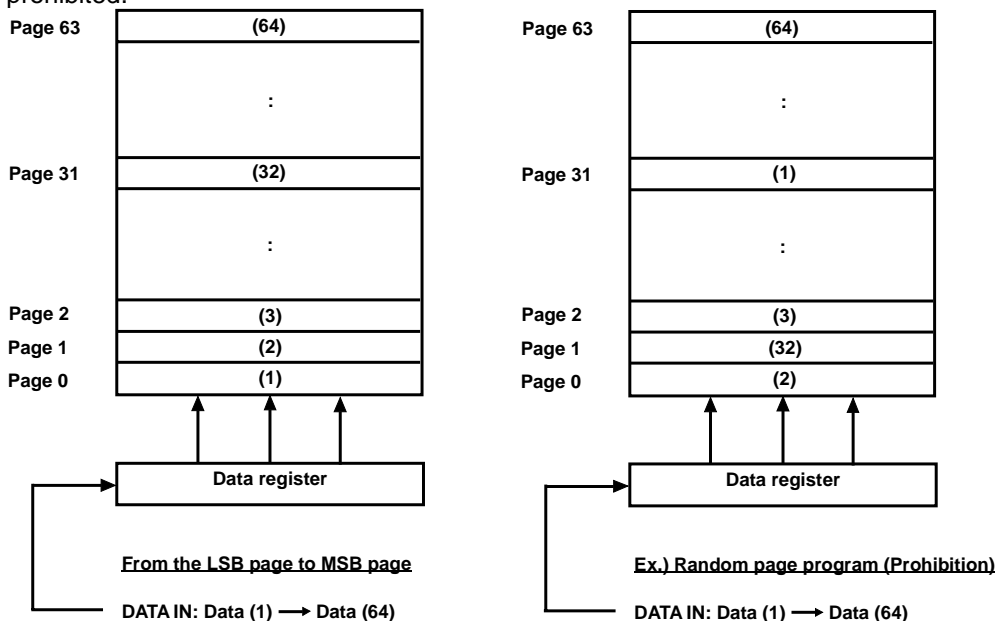 prohibited.
Page 63 (64)
:
Page 31 (32)
:
Page 2 (3)
Page 1 (2)
Page 0 (1)
Data register
From the LSB page to MSB page
DATA IN: Data (1) → Data (64)
Page 63 (64)
:
Page 31 (1)
:
Page 2 (3)
Page 1 (32)
Page 0 (2)
Data register
Ex.) Random page program (Prohibition)
DATA IN: Data (1) → Data (64)